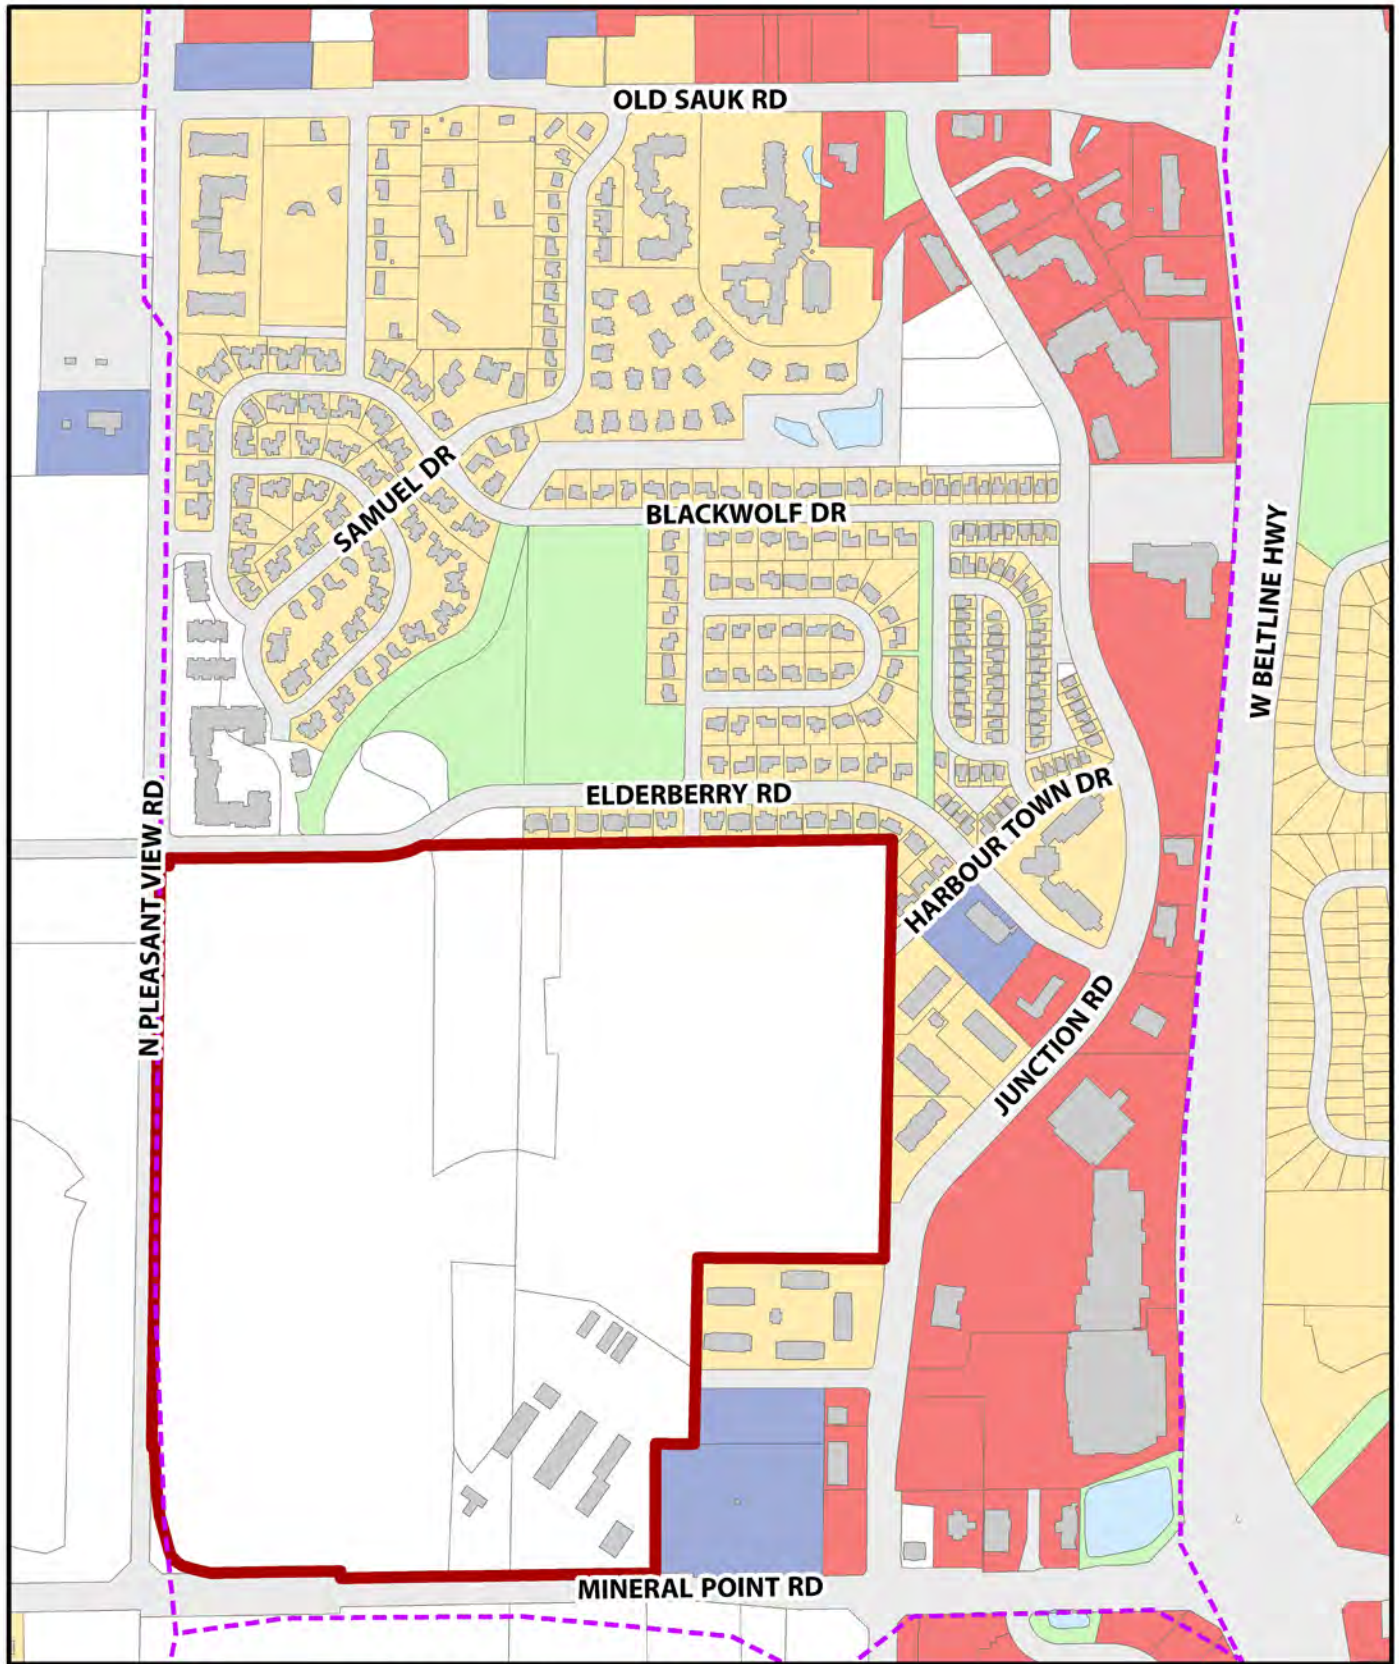 OLD SAUK RD
SAMUEL DR
BLACKWOLF DR
W BELTLINE HWY
ELDERBERRY RD
HARBOUR TOWN DR
N PLEASANT VIEW RD
JUNCTION RD
MINERAL POINT RD